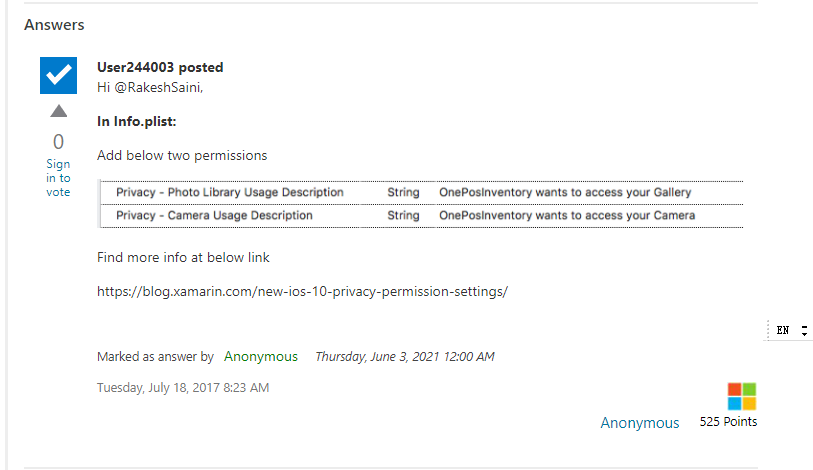 Answers
User244003 posted
Hi @RakeshSaini,
In Info.plist:
0
Sign
in to
vote
Add below two permissions
Privacy - Photo Library Usage Description String OnePosInventory wants to access your Gallery
Privacy - Camera Usage Description String OnePosInventory wants to access your Camera
Find more info at below link
https://blog.xamarin.com/new-ios-10-privacy-permission-settings/
EN
Marked as answer by Anonymous Thursday, June 3, 2021 12:00 AM
Tuesday, July 18, 2017 8:23 AM
Anonymous 525 Points